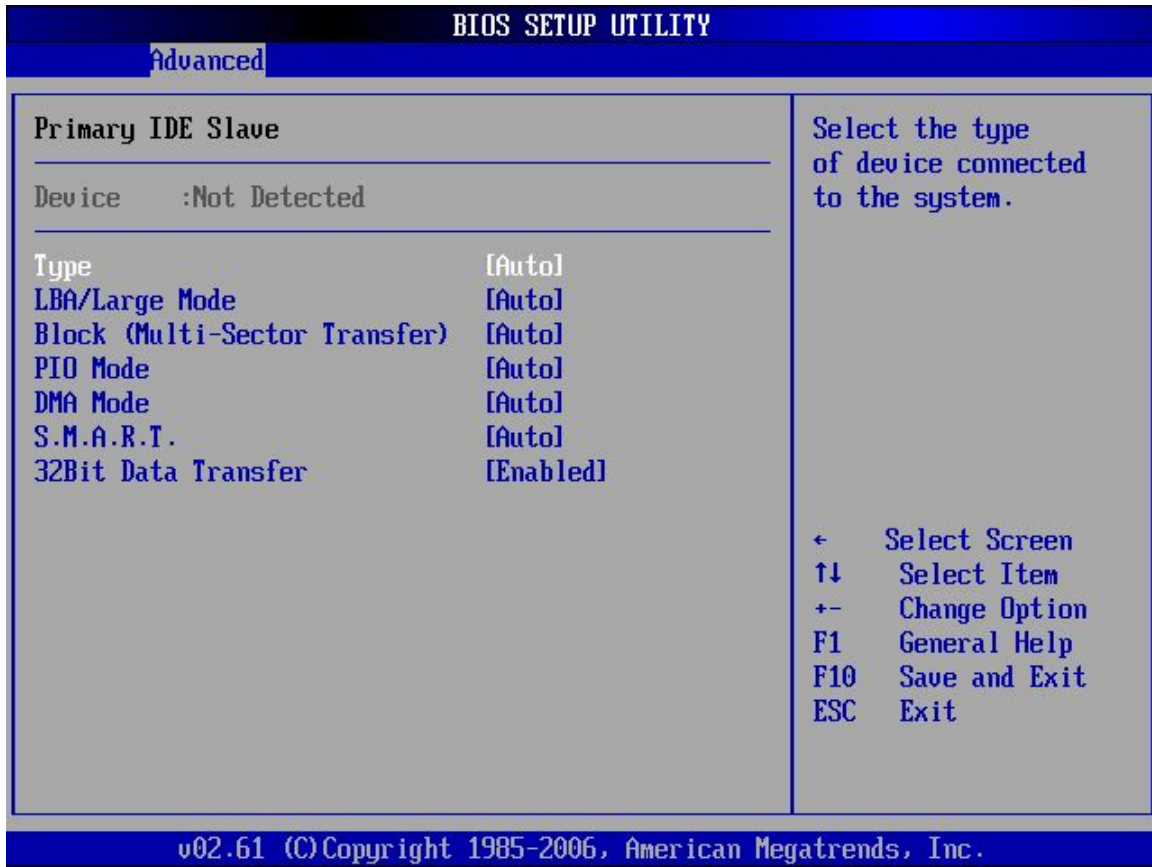 BIOS SETUP UTILITY
Advanced
Primary IDE Slave
Device :Not Detected
Type [Auto]
LBA/Large Mode [Auto]
Block (Multi-Sector Transfer) [Auto]
PIO Mode [Auto]
DMA Mode [Auto]
S.M.A.R.T. [Auto]
32Bit Data Transfer [Enabled]
Select the type
of device connected
to the system.
← Select Screen
↑↓ Select Item
+- Change Option
F1 General Help
F10 Save and Exit
ESC Exit
v02.61 (C)Copyright 1985-2006, American Megatrends, Inc.